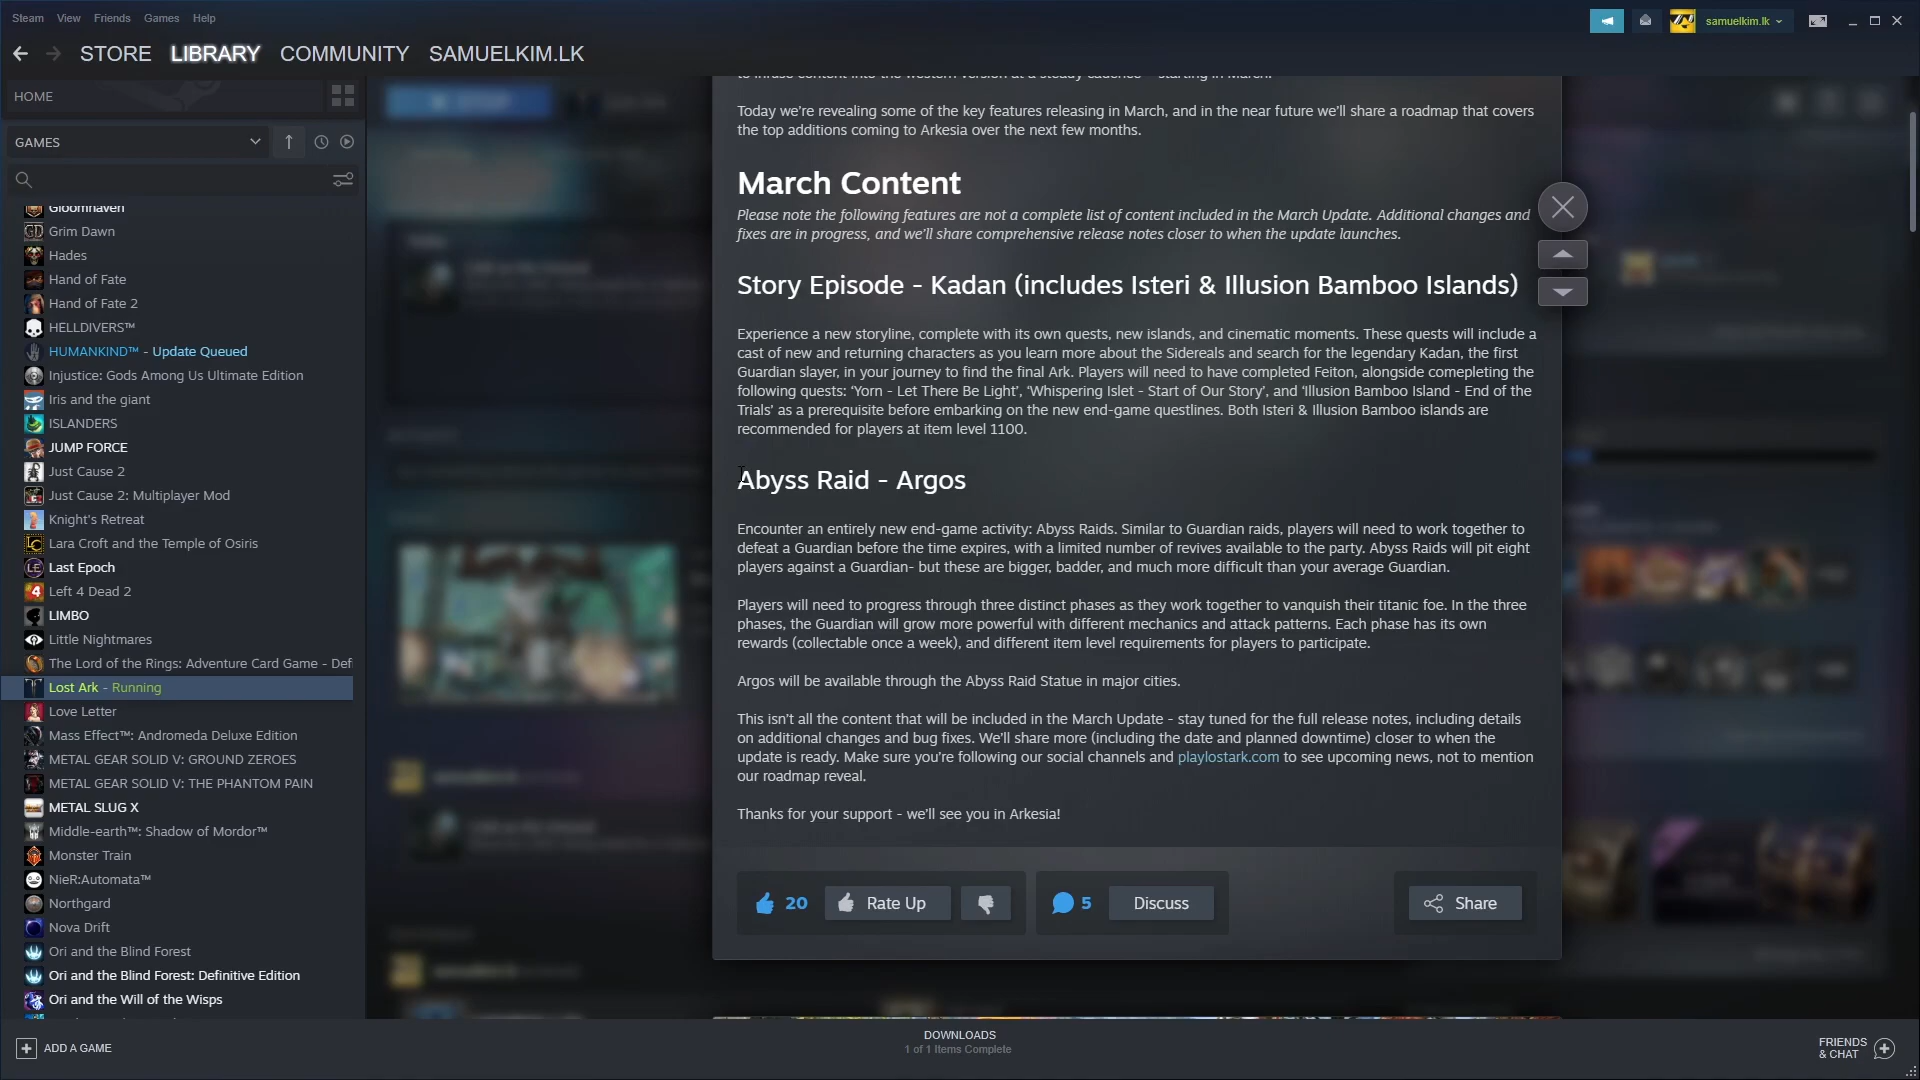 Steam View Friends Games Help
samuelkim.lk
STORE LIBRARY COMMUNITY SAMUELKIM.LK
HOME
GAMES
Gloomhaven
Grim Dawn
Hades
Hand of Fate
Hand of Fate 2
HELLDIVERS™
HUMANKIND™ - Update Queued
Injustice: Gods Among Us Ultimate Edition
Iris and the giant
ISLANDERS
JUMP FORCE
Just Cause 2
Just Cause 2: Multiplayer Mod
Knight's Retreat
Lara Croft and the Temple of Osiris
Last Epoch
Left 4 Dead 2
LIMBO
Little Nightmares
The Lord of the Rings: Adventure Card Game - Defi
Lost Ark - Running
Love Letter
Mass Effect™: Andromeda Deluxe Edition
METAL GEAR SOLID V: GROUND ZEROES
METAL GEAR SOLID V: THE PHANTOM PAIN
METAL SLUG X
Middle-earth™: Shadow of Mordor™
Monster Train
NieR:Automata™
Northgard
Nova Drift
Ori and the Blind Forest
Ori and the Blind Forest: Definitive Edition
Ori and the Will of the Wisps
to infuse content into the western version at a steady cadence - starting in March.
Today we're revealing some of the key features releasing in March, and in the near future we'll share a roadmap that covers
the top additions coming to Arkesia over the next few months.
March Content
Please note the following features are not a complete list of content included in the March Update. Additional changes and
fixes are in progress, and we'll share comprehensive release notes closer to when the update launches.
Story Episode - Kadan (includes Isteri & Illusion Bamboo Islands)
Experience a new storyline, complete with its own quests, new islands, and cinematic moments. These quests will include a
cast of new and returning characters as you learn more about the Sidereals and search for the legendary Kadan, the first
Guardian slayer, in your journey to find the final Ark. Players will need to have completed Feiton, alongside comepleting the
following quests: 'Yorn - Let There Be Light', 'Whispering Islet - Start of Our Story', and 'Illusion Bamboo Island - End of the
Trials' as a prerequisite before embarking on the new end-game questlines. Both Isteri & Illusion Bamboo islands are
recommended for players at item level 1100.
Abyss Raid - Argos
Encounter an entirely new end-game activity: Abyss Raids. Similar to Guardian raids, players will need to work together to
defeat a Guardian before the time expires, with a limited number of revives available to the party. Abyss Raids will pit eight
players against a Guardian- but these are bigger, badder, and much more difficult than your average Guardian.
Players will need to progress through three distinct phases as they work together to vanquish their titanic foe. In the three
phases, the Guardian will grow more powerful with different mechanics and attack patterns. Each phase has its own
rewards (collectable once a week), and different item level requirements for players to participate.
Argos will be available through the Abyss Raid Statue in major cities.
This isn't all the content that will be included in the March Update - stay tuned for the full release notes, including details
on additional changes and bug fixes. We'll share more (including the date and planned downtime) closer to when the
update is ready. Make sure you're following our social channels and playlostark.com to see upcoming news, not to mention
our roadmap reveal.
Thanks for your support - we'll see you in Arkesia!
20 Rate Up 5 Discuss Share
ADD A GAME
DOWNLOADS
1 of 1 Items Complete
FRIENDS
& CHAT